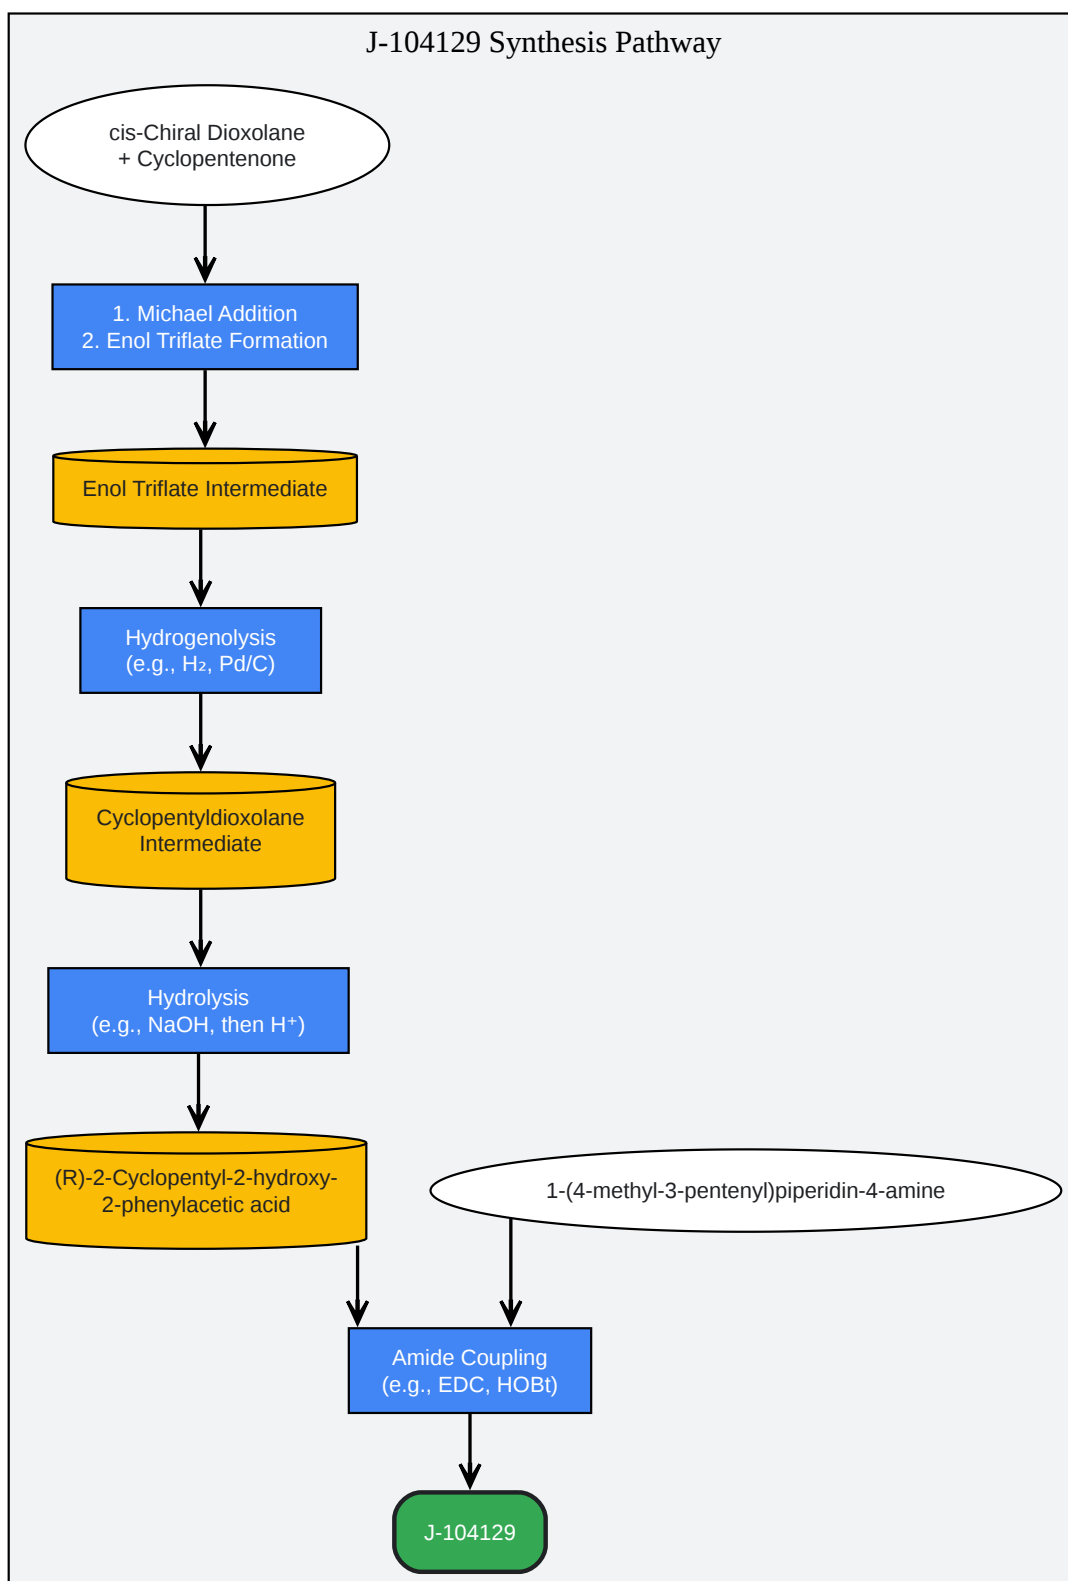 J-104129 Synthesis Pathway
cis-Chiral Dioxolane
+ Cyclopentenone
1. Michael Addition
2. Enol Triflate Formation
Enol Triflate Intermediate
Hydrogenolysis
(e.g., H₂, Pd/C)
Cyclopentyldioxolane
Intermediate
Hydrolysis
(e.g., NaOH, then H⁺)
(R)-2-Cyclopentyl-2-hydroxy-
2-phenylacetic acid
1-(4-methyl-3-pentenyl)piperidin-4-amine
Amide Coupling
(e.g., EDC, HOBt)
J-104129